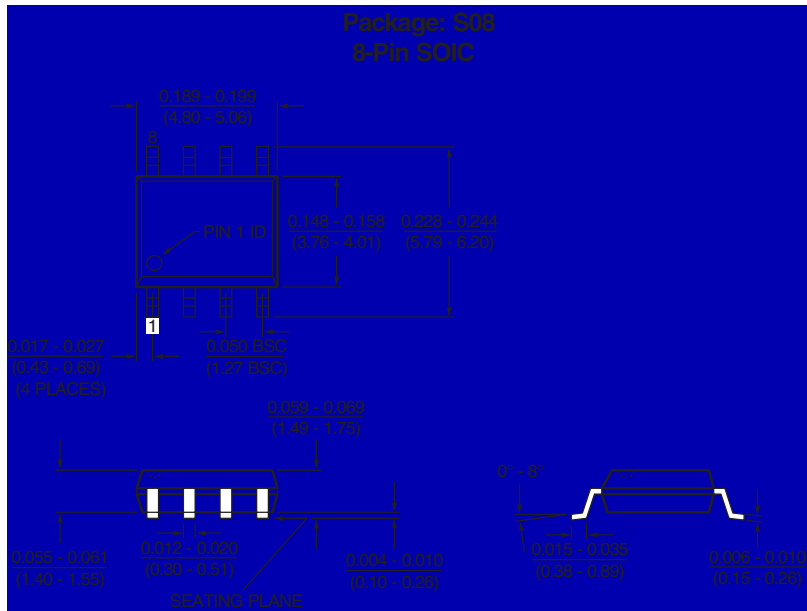 Package: S08
8-Pin SOIC
0.189 - 0.199
(4.80 - 5.06)
8
PIN 1 ID
0.148 - 0.158
(3.76 - 4.01)
0.228 - 0.244
(5.79 - 6.20)
1
0.017 - 0.027
(0.43 - 0.69)
(4 PLACES)
0.050 BSC
(1.27 BSC)
0.059 - 0.069
(1.49 - 1.75)
0° - 8°
0.055 - 0.061
(1.40 - 1.55)
0.012 - 0.020
(0.30 - 0.51)
0.004 - 0.010
(0.10 - 0.26)
0.015 - 0.035
(0.38 - 0.89)
0.006 - 0.010
(0.15 - 0.26)
SEATING PLANE